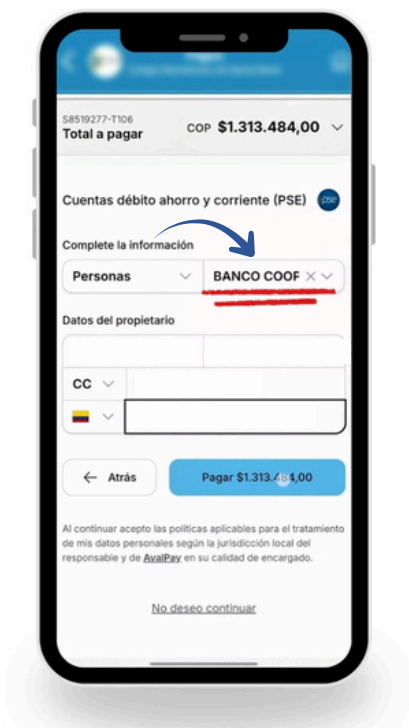 S8519277-T106
Total a pagar
COP $1.313.484,00
Cuentas débito ahorro y corriente (PSE)
pse
Complete la información
Personas
BANCO COOF
Datos del propietario
CC
Atrás
Pagar $1.313.484,00
Al continuar acepto las políticas aplicables para el tratamiento
de mis datos personales según la jurisdicción local del
responsable y de AvalPay en su calidad de encargado.
No deseo continuar